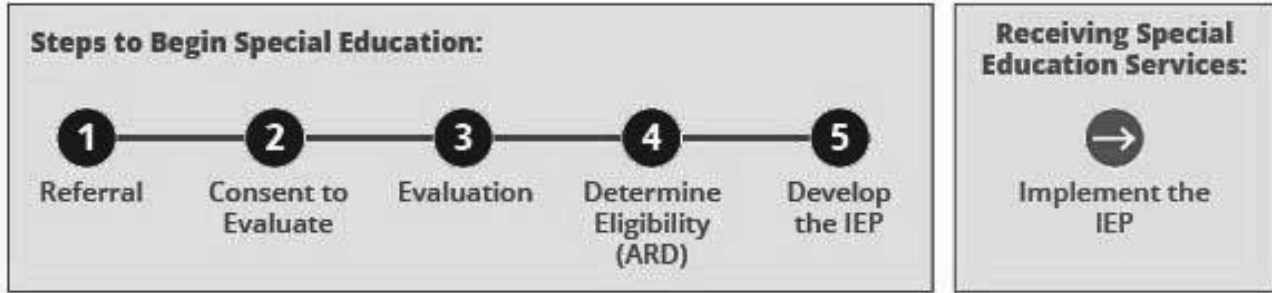 Steps to Begin Special Education:
1
2
3
4
5
Referral
Consent to
Evaluate
Evaluation
Determine
Eligibility
(ARD)
Develop
the IEP
Receiving Special
Education Services:
→
Implement the
IEP